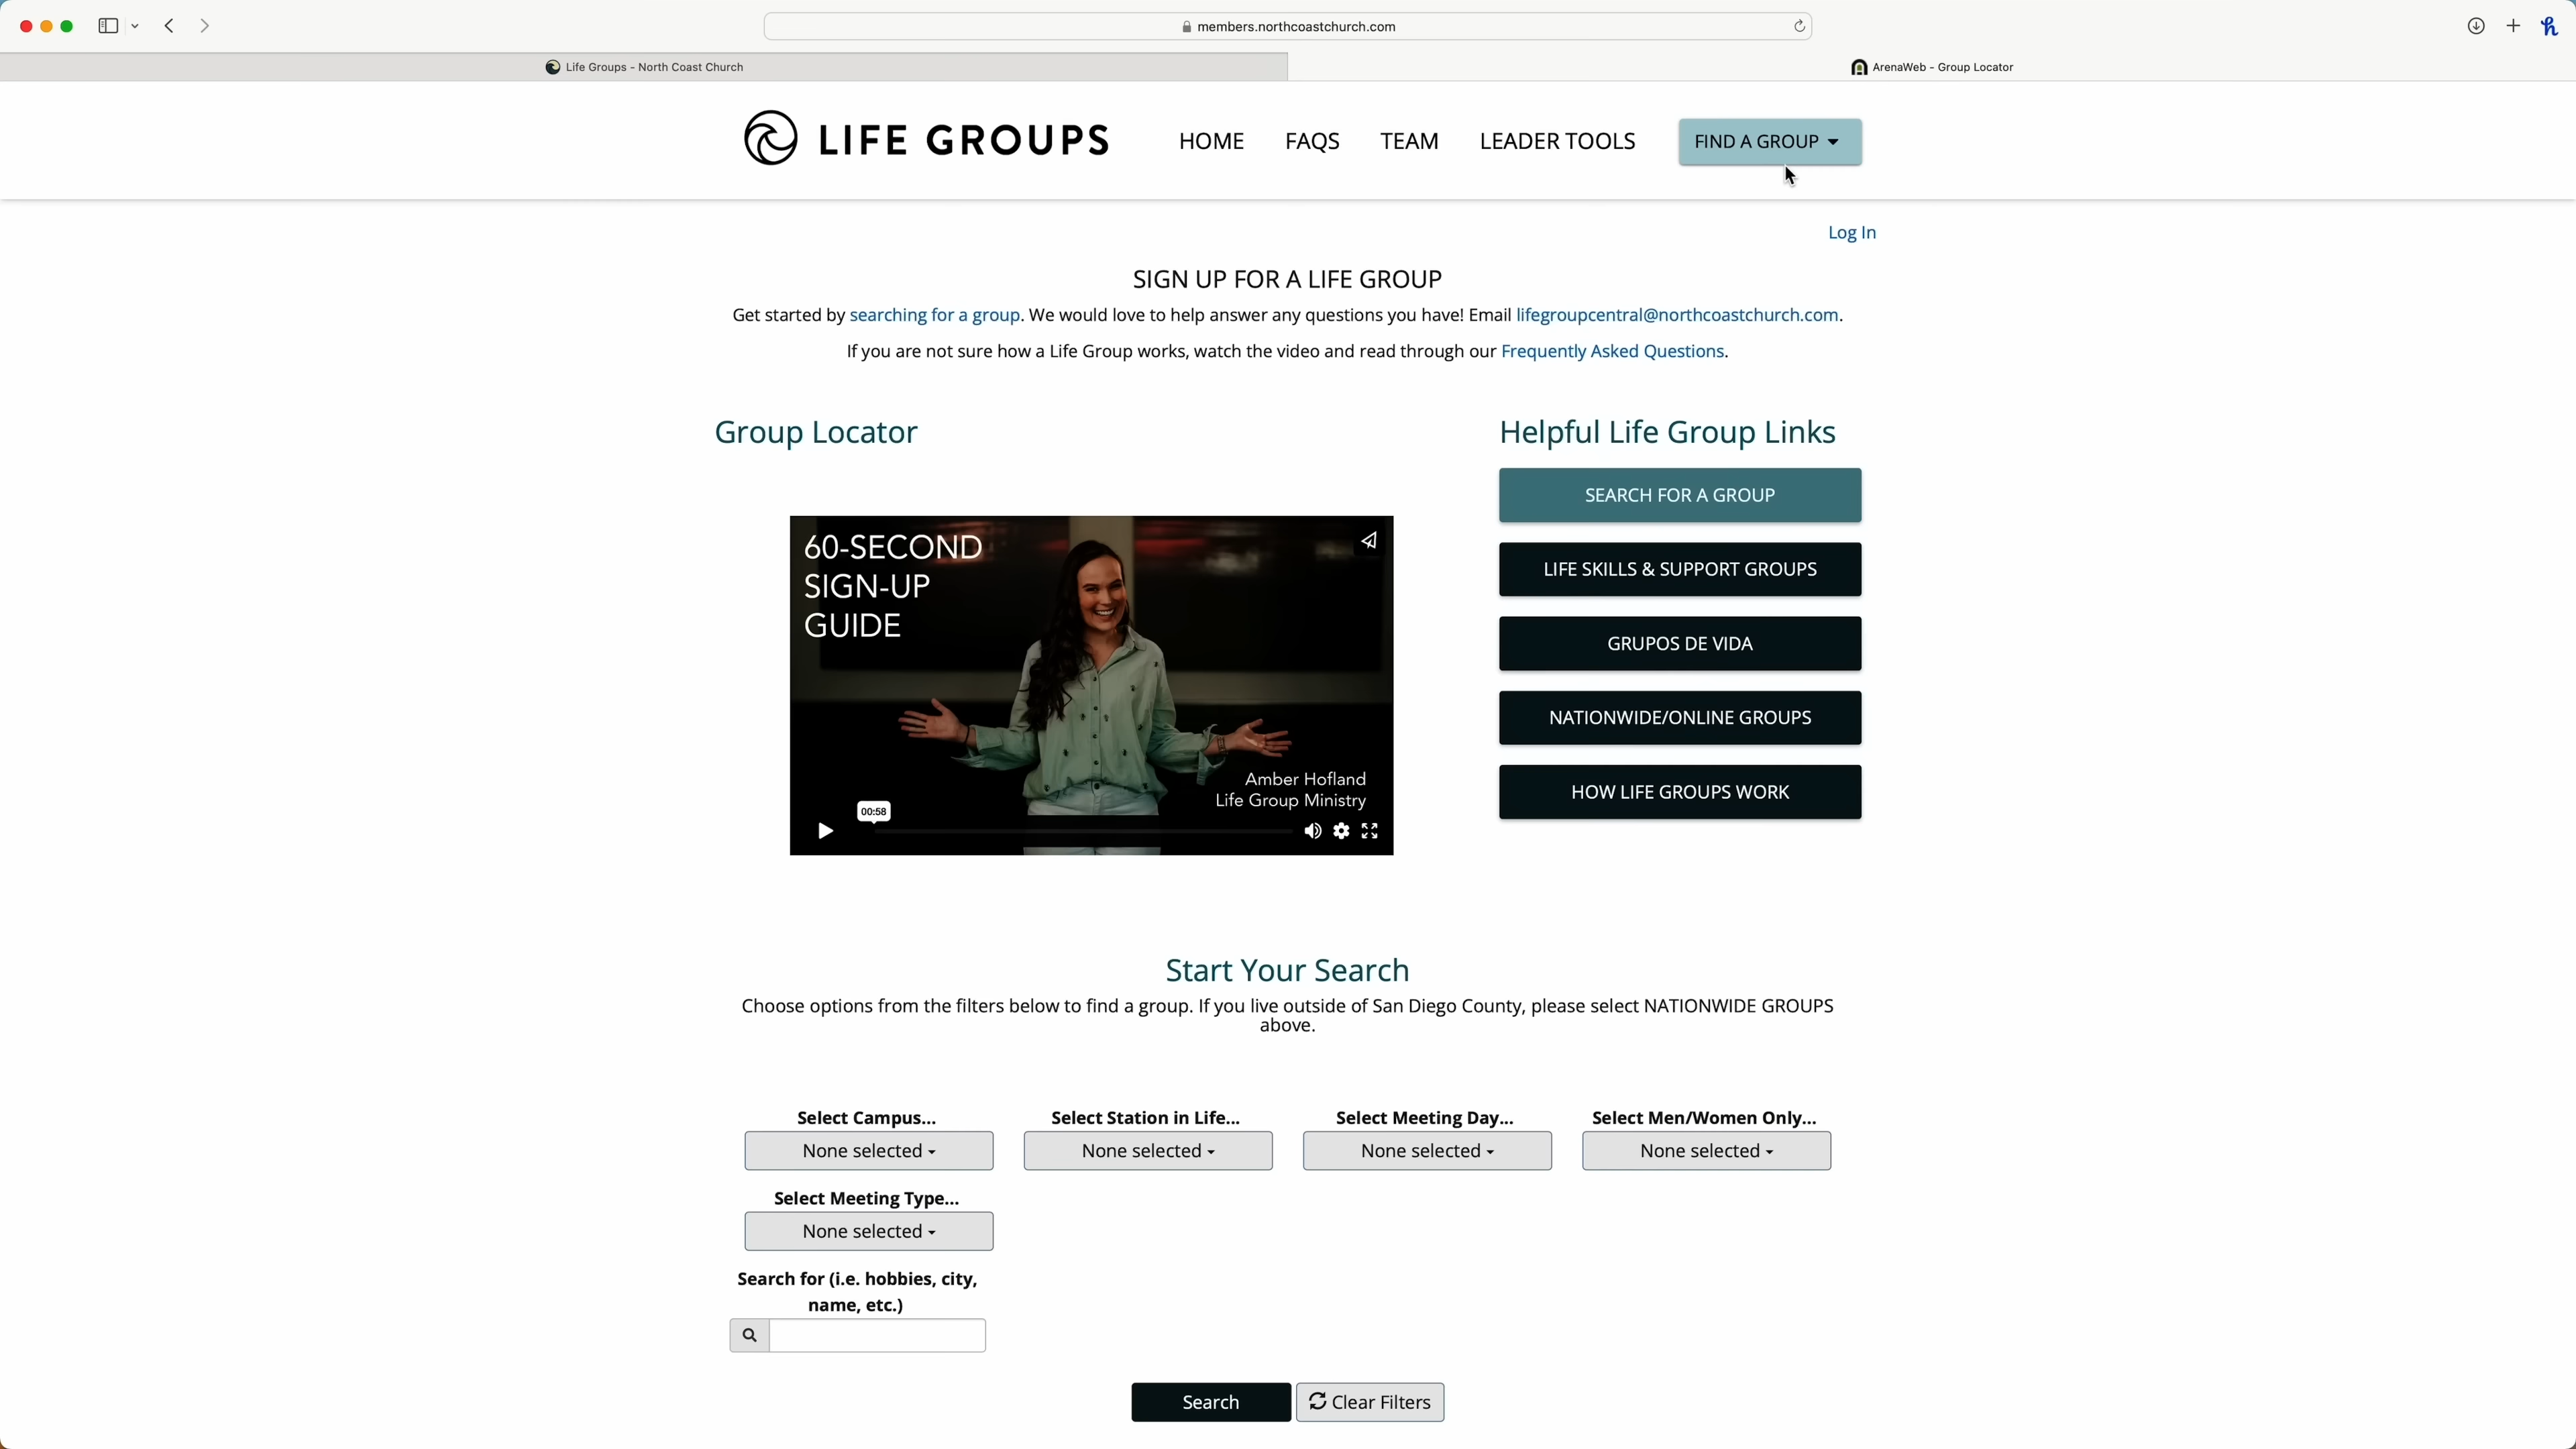 members.northcoastchurch.com
Life Groups - North Coast Church
ArenaWeb - Group Locator
LIFE GROUPS
HOME
FAQS
TEAM
LEADER TOOLS
FIND A GROUP
Log In
SIGN UP FOR A LIFE GROUP
Get started by searching for a group. We would love to help answer any questions you have! Email lifegroupcentral@northcoastchurch.com.
If you are not sure how a Life Group works, watch the video and read through our Frequently Asked Questions.
Group Locator
60-SECOND
SIGN-UP
GUIDE
Amber Hofland
Life Group Ministry
00:58
Helpful Life Group Links
SEARCH FOR A GROUP
LIFE SKILLS & SUPPORT GROUPS
GRUPOS DE VIDA
NATIONWIDE/ONLINE GROUPS
HOW LIFE GROUPS WORK
Start Your Search
Choose options from the filters below to find a group. If you live outside of San Diego County, please select NATIONWIDE GROUPS
above.
Select Campus...
None selected
Select Station in Life...
None selected
Select Meeting Day...
None selected
Select Men/Women Only...
None selected
Select Meeting Type...
None selected
Search for (i.e. hobbies, city,
name, etc.)
Search
Clear Filters